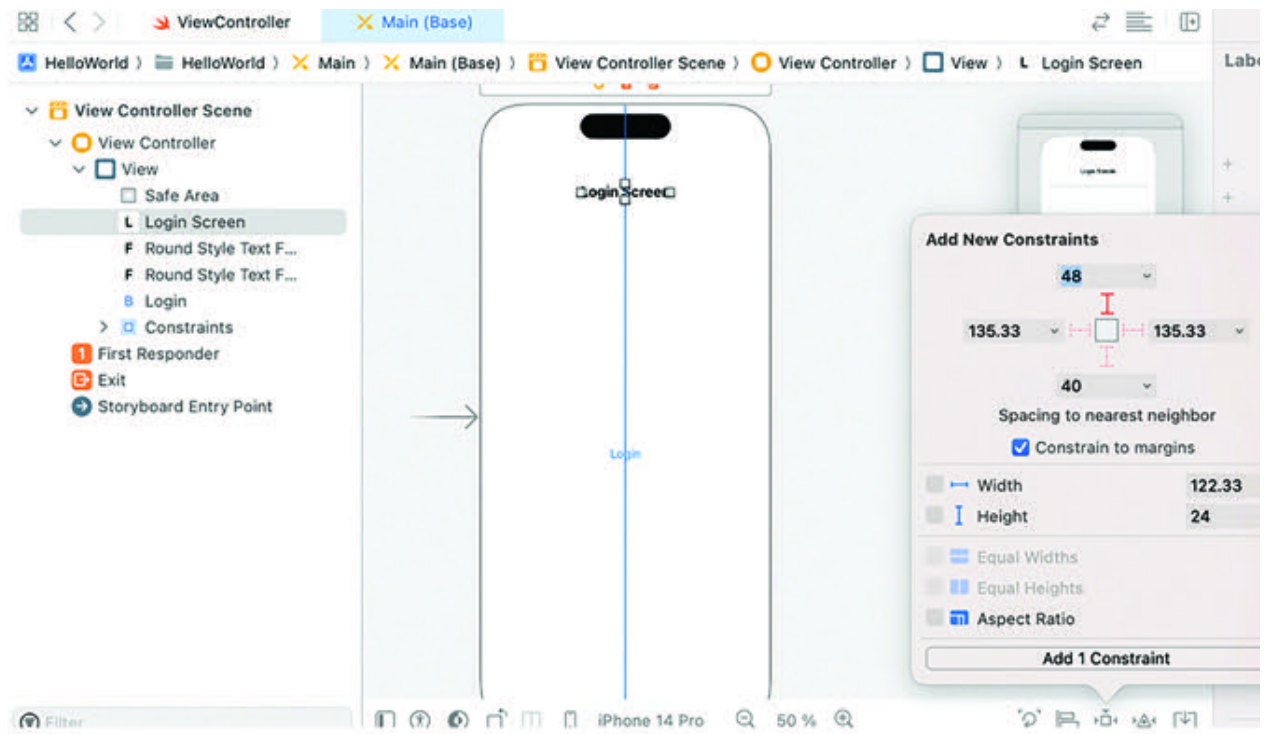 ViewController
Main (Base)
HelloWorld
HelloWorld
Main
Main (Base)
View Controller Scene
View Controller
View
L Login Screen
View Controller Scene
View Controller
View
Safe Area
L Login Screen
F Round Style Text F...
F Round Style Text F...
B Login
Constraints
1 First Responder
Exit
Storyboard Entry Point
Filter
Login Screen
Login
iPhone 14 Pro
50 %
Add New Constraints
48
135.33
135.33
40
Spacing to nearest neighbor
Constrain to margins
Width 122.33
Height 24
Equal Widths
Equal Heights
Aspect Ratio
Add 1 Constraint